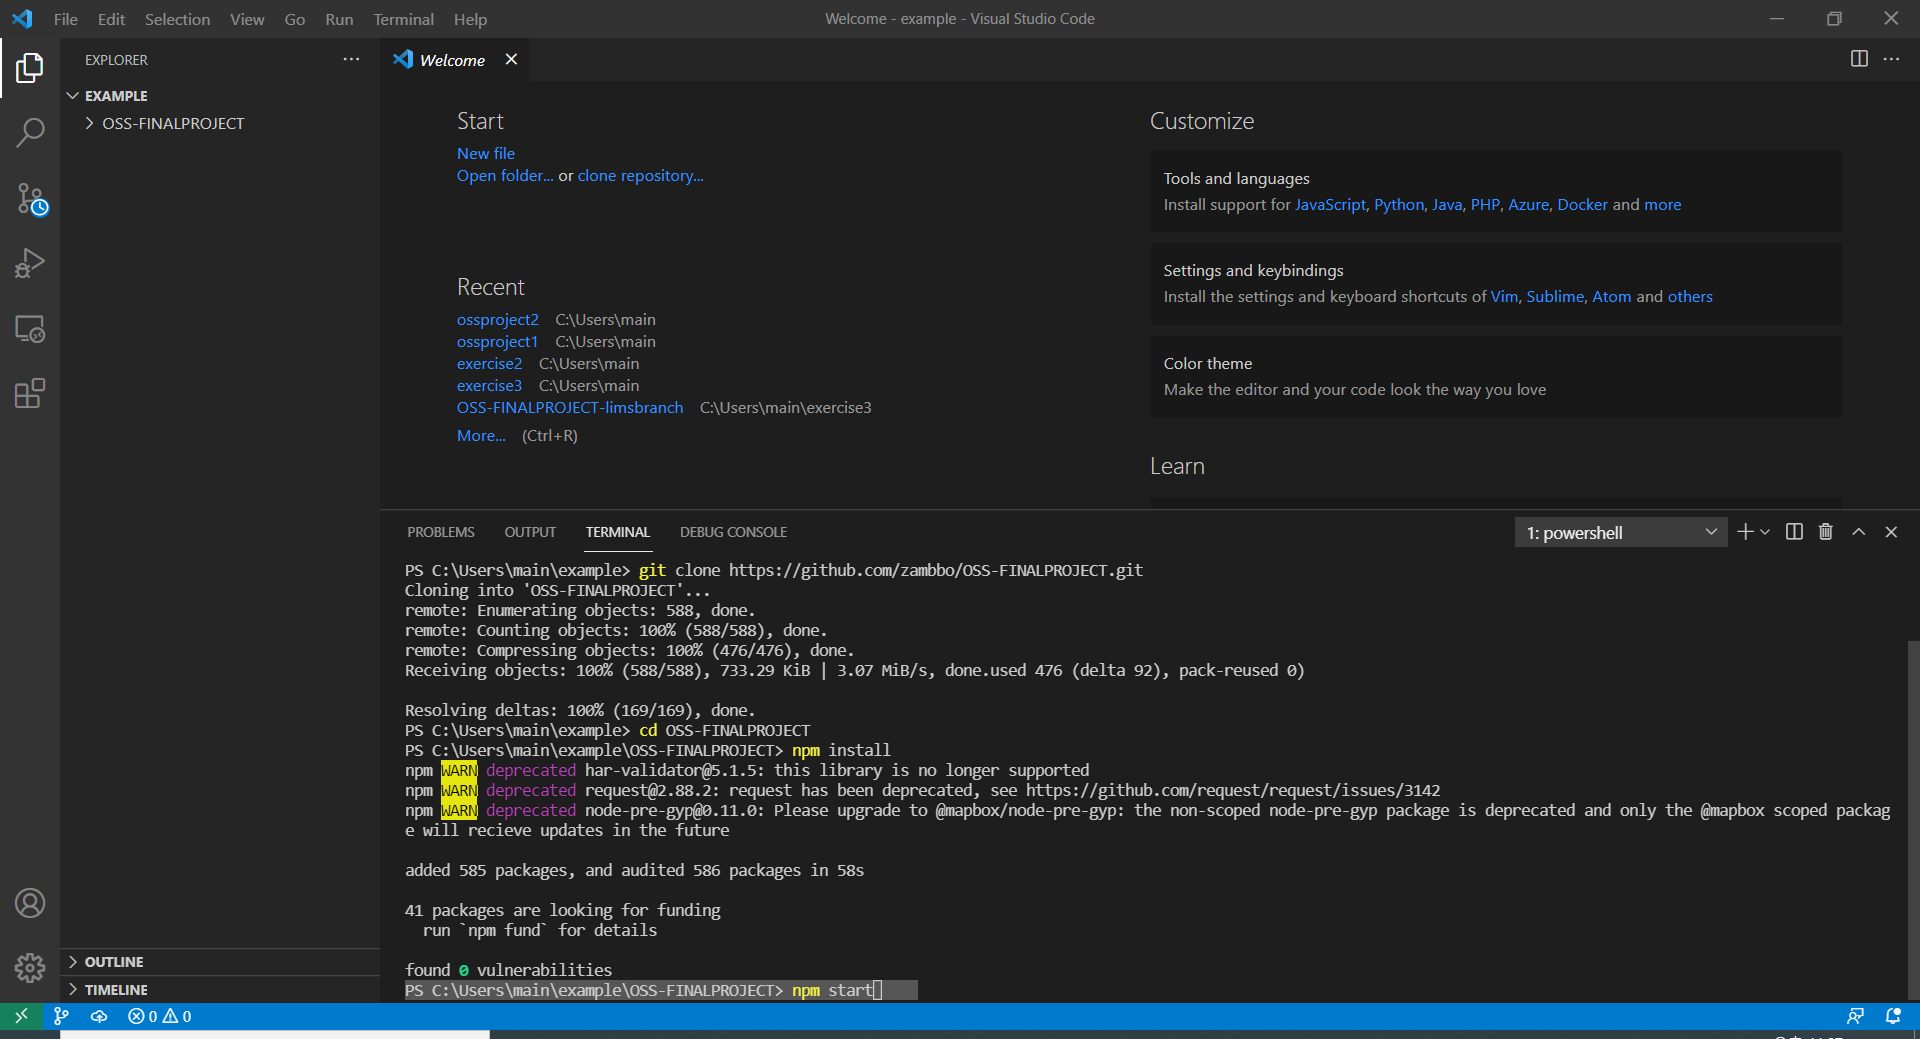 File Edit Selection View Go Run Terminal Help
Welcome - example - Visual Studio Code
EXPLORER
EXAMPLE
OSS-FINALPROJECT
Welcome
Start
New file
Open folder... or clone repository...
Recent
ossproject2 C:\Users\main
ossproject1 C:\Users\main
exercise2 C:\Users\main
exercise3 C:\Users\main
OSS-FINALPROJECT-limsbranch C:\Users\main\exercise3
More... (Ctrl+R)
Customize
Tools and languages
Install support for JavaScript, Python, Java, PHP, Azure, Docker and more
Settings and keybindings
Install the settings and keyboard shortcuts of Vim, Sublime, Atom and others
Color theme
Make the editor and your code look the way you love
Learn
PROBLEMS OUTPUT TERMINAL DEBUG CONSOLE
1: powershell
PS C:\Users\main\example> git clone https://github.com/zambbo/OSS-FINALPROJECT.git
Cloning into 'OSS-FINALPROJECT'...
remote: Enumerating objects: 588, done.
remote: Counting objects: 100% (588/588), done.
remote: Compressing objects: 100% (476/476), done.
Receiving objects: 100% (588/588), 733.29 KiB | 3.07 MiB/s, done.used 476 (delta 92), pack-reused 0)
Resolving deltas: 100% (169/169), done.
PS C:\Users\main\example> cd OSS-FINALPROJECT
PS C:\Users\main\example\OSS-FINALPROJECT> npm install
npm WARN deprecated har-validator@5.1.5: this library is no longer supported
npm WARN deprecated request@2.88.2: request has been deprecated, see https://github.com/request/request/issues/3142
npm WARN deprecated node-pre-gyp@0.11.0: Please upgrade to @mapbox/node-pre-gyp: the non-scoped node-pre-gyp package is deprecated and only the @mapbox scoped packag
e will recieve updates in the future
added 585 packages, and audited 586 packages in 58s
41 packages are looking for funding
run `npm fund` for details
found 0 vulnerabilities
PS C:\Users\main\example\OSS-FINALPROJECT> npm start
OUTLINE
TIMELINE
0 0